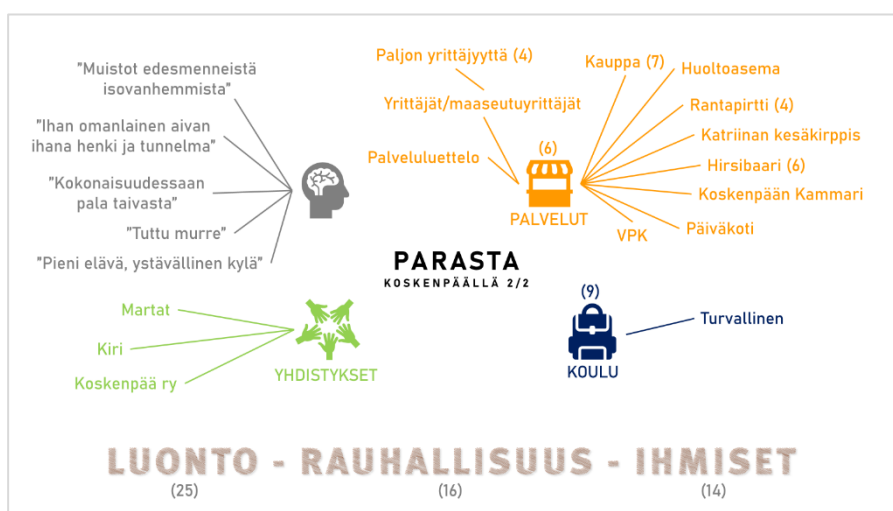 "Muistot edesmenneistä
isovanhemmista"
"Ihan omanlainen aivan
ihana henki ja tunnelma"
"Kokonaisuudessaan
pala taivasta"
"Tuttu murre"
"Pieni elävä, ystävällinen kylä"
Paljon yrittäjyyttä (4)
Yrittäjät/maaseutuyrittäjät
Palveluluettelo
(6)
PALVELUT
Kauppa (7)
Huoltoasema
Rantapirtti (4)
Katriinan kesäkirppis
Hirsibaari (6)
Koskenpään Kammari
Päiväkoti
VPK
PARASTA
KOSKENPÄÄLLÄ 2/2
Martat
Kiri
Koskenpää ry
YHDISTYKSET
(9)
KOULU
Turvallinen
LUONTO - RAUHALLISUUS - IHMISET
(25) (16) (14)